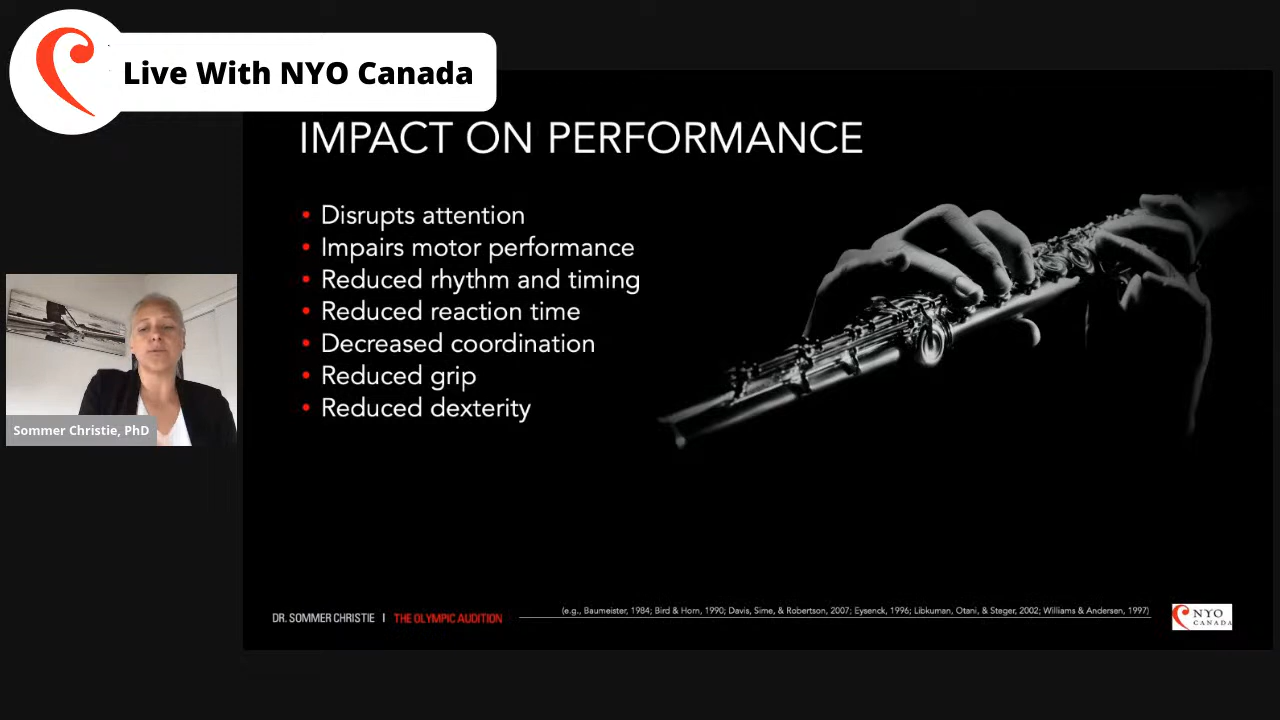 Live With NYO Canada
IMPACT ON PERFORMANCE
• Disrupts attention
• Impairs motor performance
• Reduced rhythm and timing
• Reduced reaction time
• Decreased coordination
• Reduced grip
• Reduced dexterity
Sommer Christie, PhD
(e.g., Baumeister, 1984; Bird & Horn, 1990; Davis, Sime, & Robertson, 2007; Eysenck, 1996; Libkuman, Otani, & Steger, 2002; Williams & Andersen, 1997)
DR. SOMMER CHRISTIE | THE OLYMPIC AUDITION
NYO
CANADA